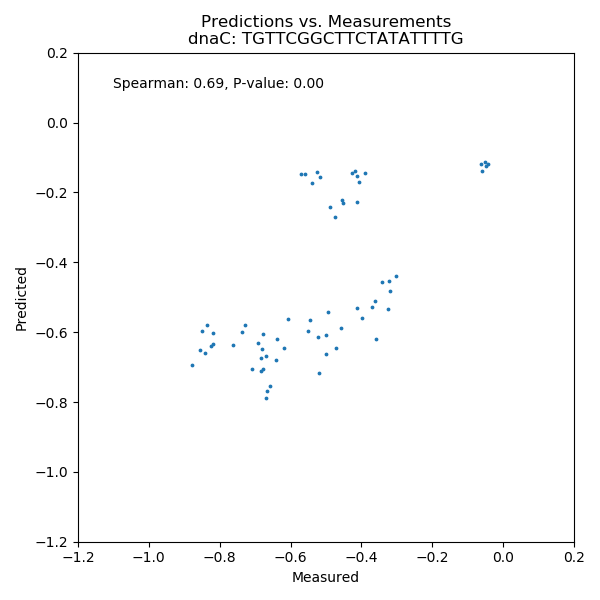 Predictions vs. Measurements
dnaC: TGTTCGGCTTCTATATTTTG
Spearman: 0.69, P-value: 0.00
0.2
0.0
−0.2
−0.4
−0.6
−0.8
−1.0
−1.2
Predicted
−1.2 −1.0 −0.8 −0.6 −0.4 −0.2 0.0 0.2
Measured